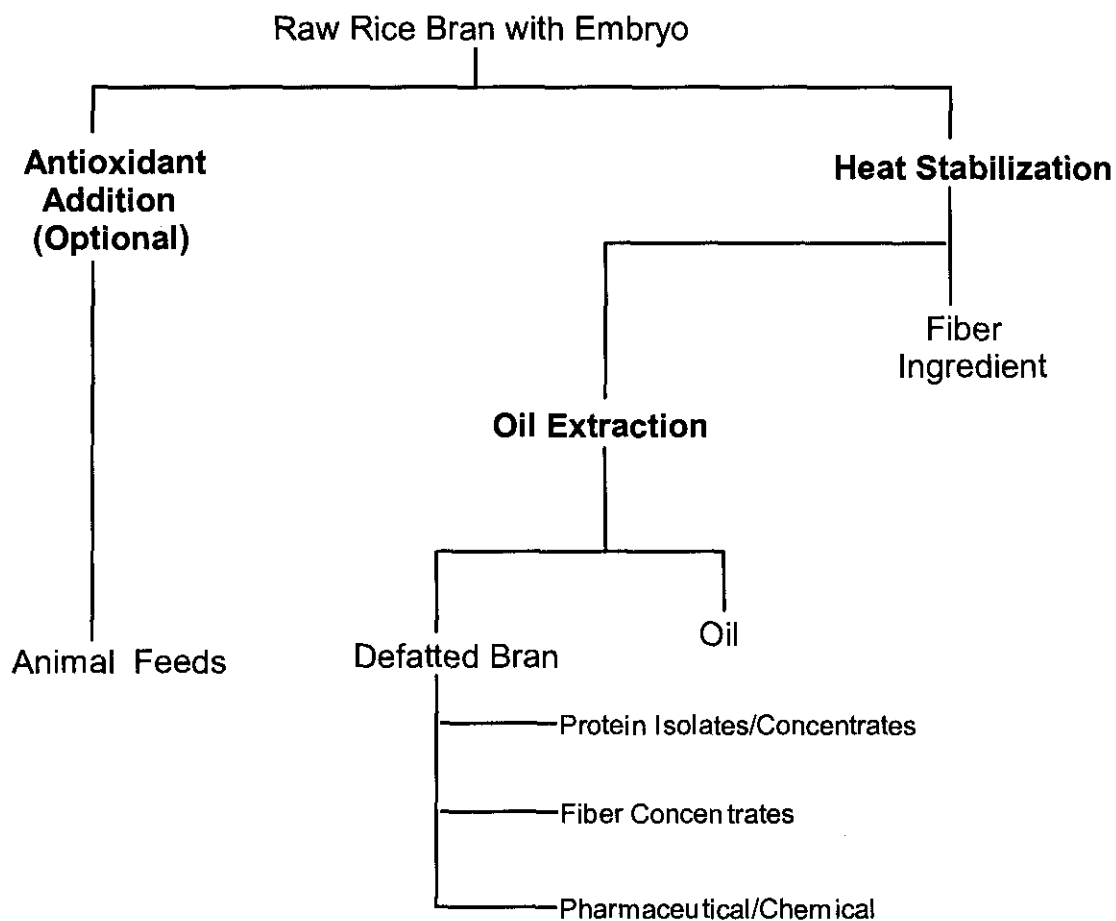 Raw Rice Bran with Embryo
Antioxidant
Addition
(Optional)
Heat Stabilization
Fiber
Ingredient
Oil Extraction
Oil
Defatted Bran
Animal Feeds
Protein Isolates/Concentrates
Fiber Concentrates
Pharmaceutical/Chemical